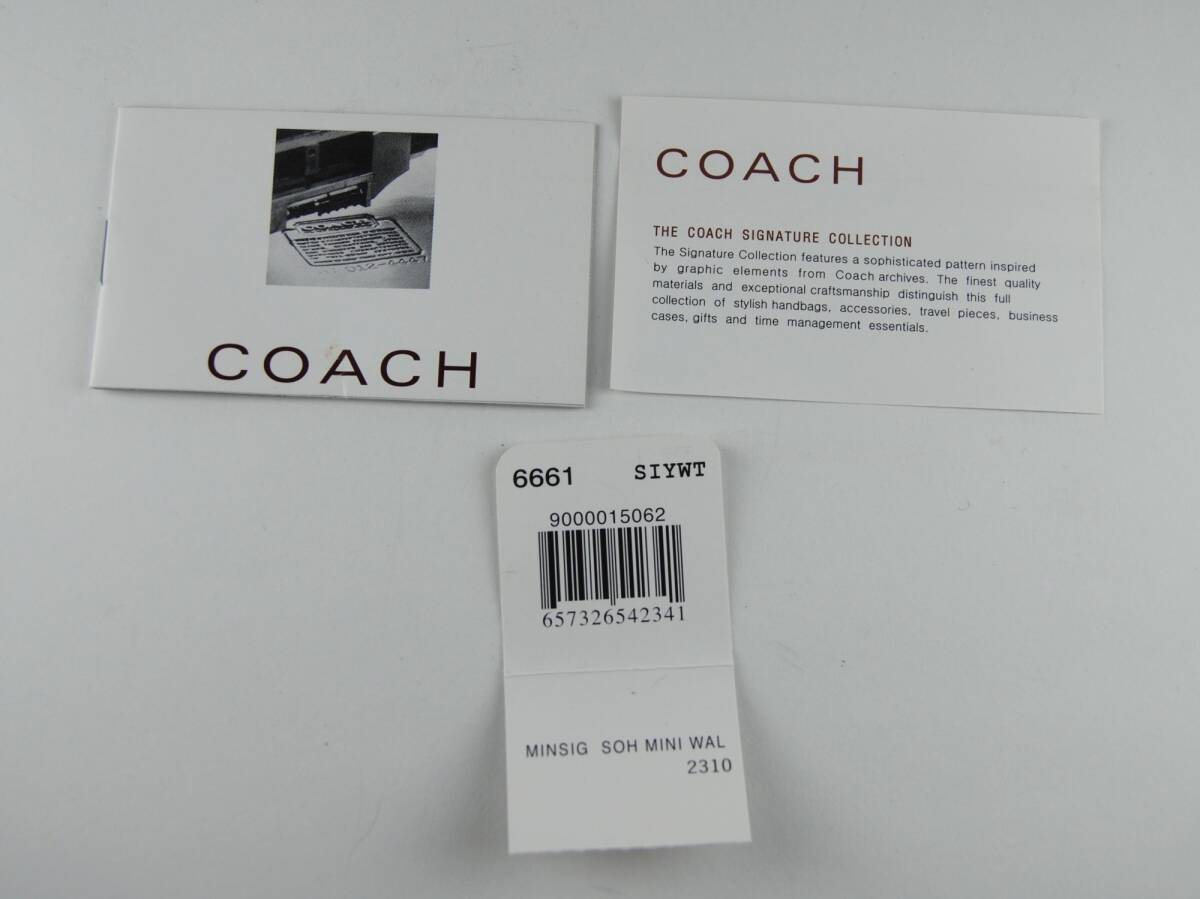 COACH
COACH
THE COACH SIGNATURE COLLECTION
The Signature Collection features a sophisticated pattern inspired
by graphic elements from Coach archives. The finest quality
materials and exceptional craftsmanship distinguish this full
collection of stylish handbags, accessories, travel pieces, business
cases, gifts and time management essentials.
6661 SIYWT
9000015062
657326542341
MINSIG SOH MINI WAL
2310